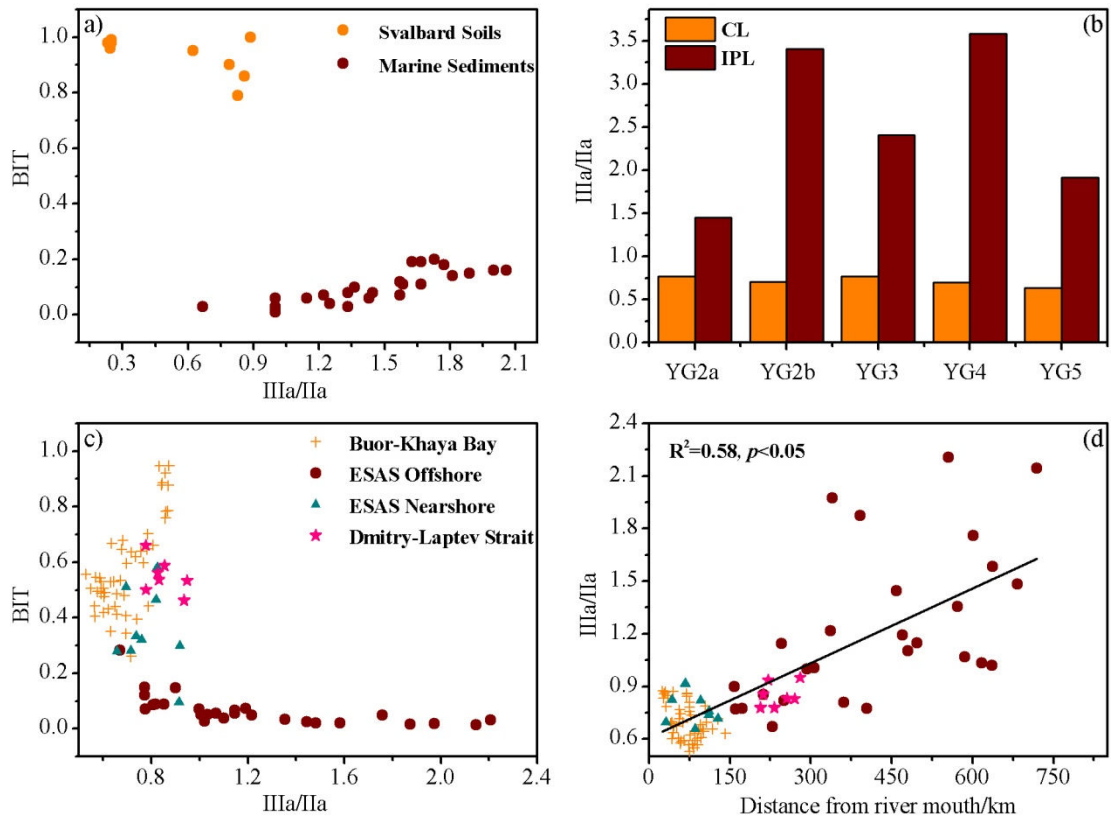 a)
Svalbard Soils
Marine Sediments
BIT
1.0
0.8
0.6
0.4
0.2
0.0
0.3 0.6 0.9 1.2 1.5 1.8 2.1
IIIa/IIa
(b)
CL
IPL
IIIa/IIa
3.5
3.0
2.5
2.0
1.5
1.0
0.5
0.0
YG2a YG2b YG3 YG4 YG5
c)
Buor-Khaya Bay
ESAS Offshore
ESAS Nearshore
Dmitry-Laptev Strait
BIT
1.0
0.8
0.6
0.4
0.2
0.0
0.8 1.2 1.6 2.0 2.4
IIIa/IIa
(d)
R²=0.58, p<0.05
IIIa/IIa
2.4
2.1
1.8
1.5
1.2
0.9
0.6
0 150 300 450 600 750
Distance from river mouth/km